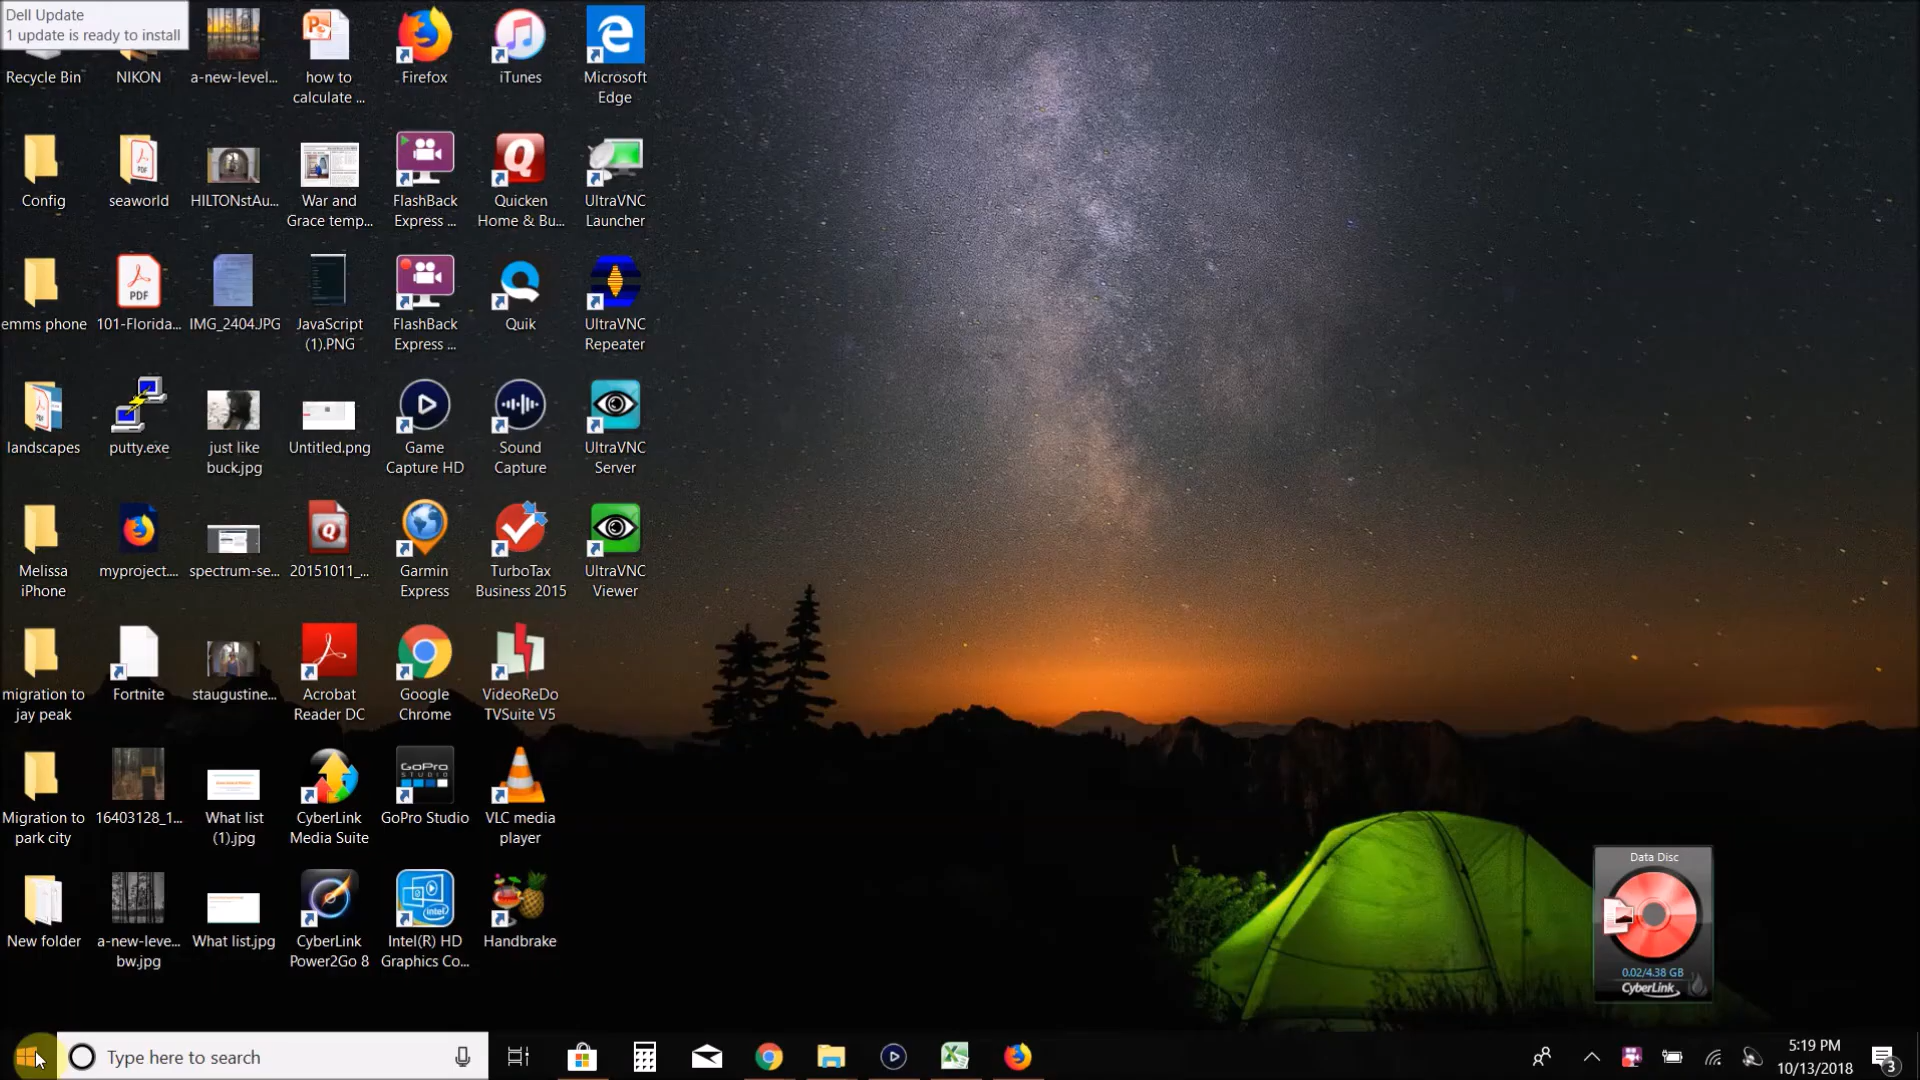 Dell Update
1 update is ready to install
Recycle Bin
NIKON
a-new-level...
how to
calculate ...
Firefox
iTunes
Microsoft
Edge
Config
seaworld
HILTONstAu...
War and
Grace temp...
FlashBack
Express ...
Quicken
Home & Bu...
UltraVNC
Launcher
emms phone
101-Florida...
IMG_2404.JPG
JavaScript
(1).PNG
FlashBack
Express ...
Quik
UltraVNC
Repeater
landscapes
putty.exe
just like
buck.jpg
Untitled.png
Game
Capture HD
Sound
Capture
UltraVNC
Server
Melissa
iPhone
myproject....
spectrum-se...
20151011_...
Garmin
Express
TurboTax
Business 2015
UltraVNC
Viewer
migration to
jay peak
Fortnite
staugustine...
Acrobat
Reader DC
Google
Chrome
VideoReDo
TVSuite V5
Migration to
park city
16403128_1...
What list
(1).jpg
CyberLink
Media Suite
GoPro
STUDIO
GoPro Studio
VLC media
player
New folder
a-new-leve...
bw.jpg
What list.jpg
CyberLink
Power2Go 8
Intel(R) HD
Graphics Co...
Handbrake
PDF
PDF
intel
Data Disc
0.02/4.38 GB
CyberLink
Type here to search
5:19 PM
10/13/2018
3